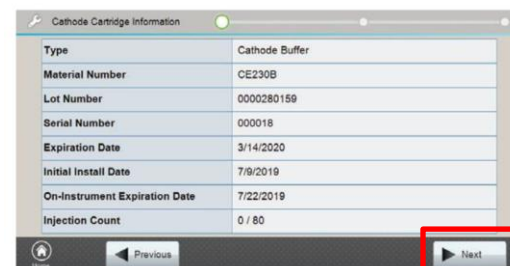 Cathode Cartridge Information
Type Cathode Buffer
Material Number CE230B
Lot Number 0000280159
Serial Number 000018
Expiration Date 3/14/2020
Initial Install Date 7/9/2019
On-Instrument Expiration Date 7/22/2019
Injection Count 0 / 80
Previous Next